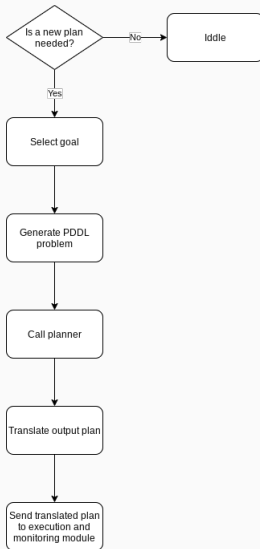 Is a new plan
needed?
No
Iddle
Yes
Select goal
Generate PDDL
problem
Call planner
Translate output plan
Send translated plan
to execution and
monitoring module